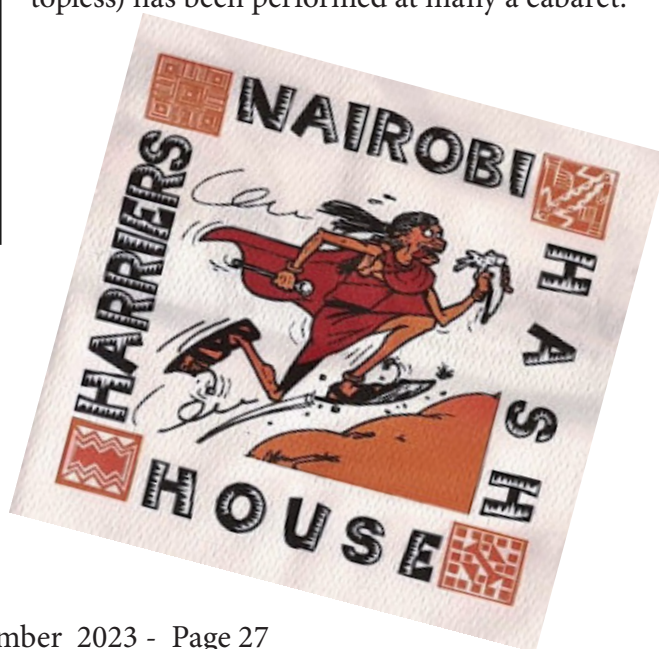 topless) has been performed at many a cabaret.
NAIROBI
HASH
HOUSE
HARRIERS
mber 2023 - Page 27